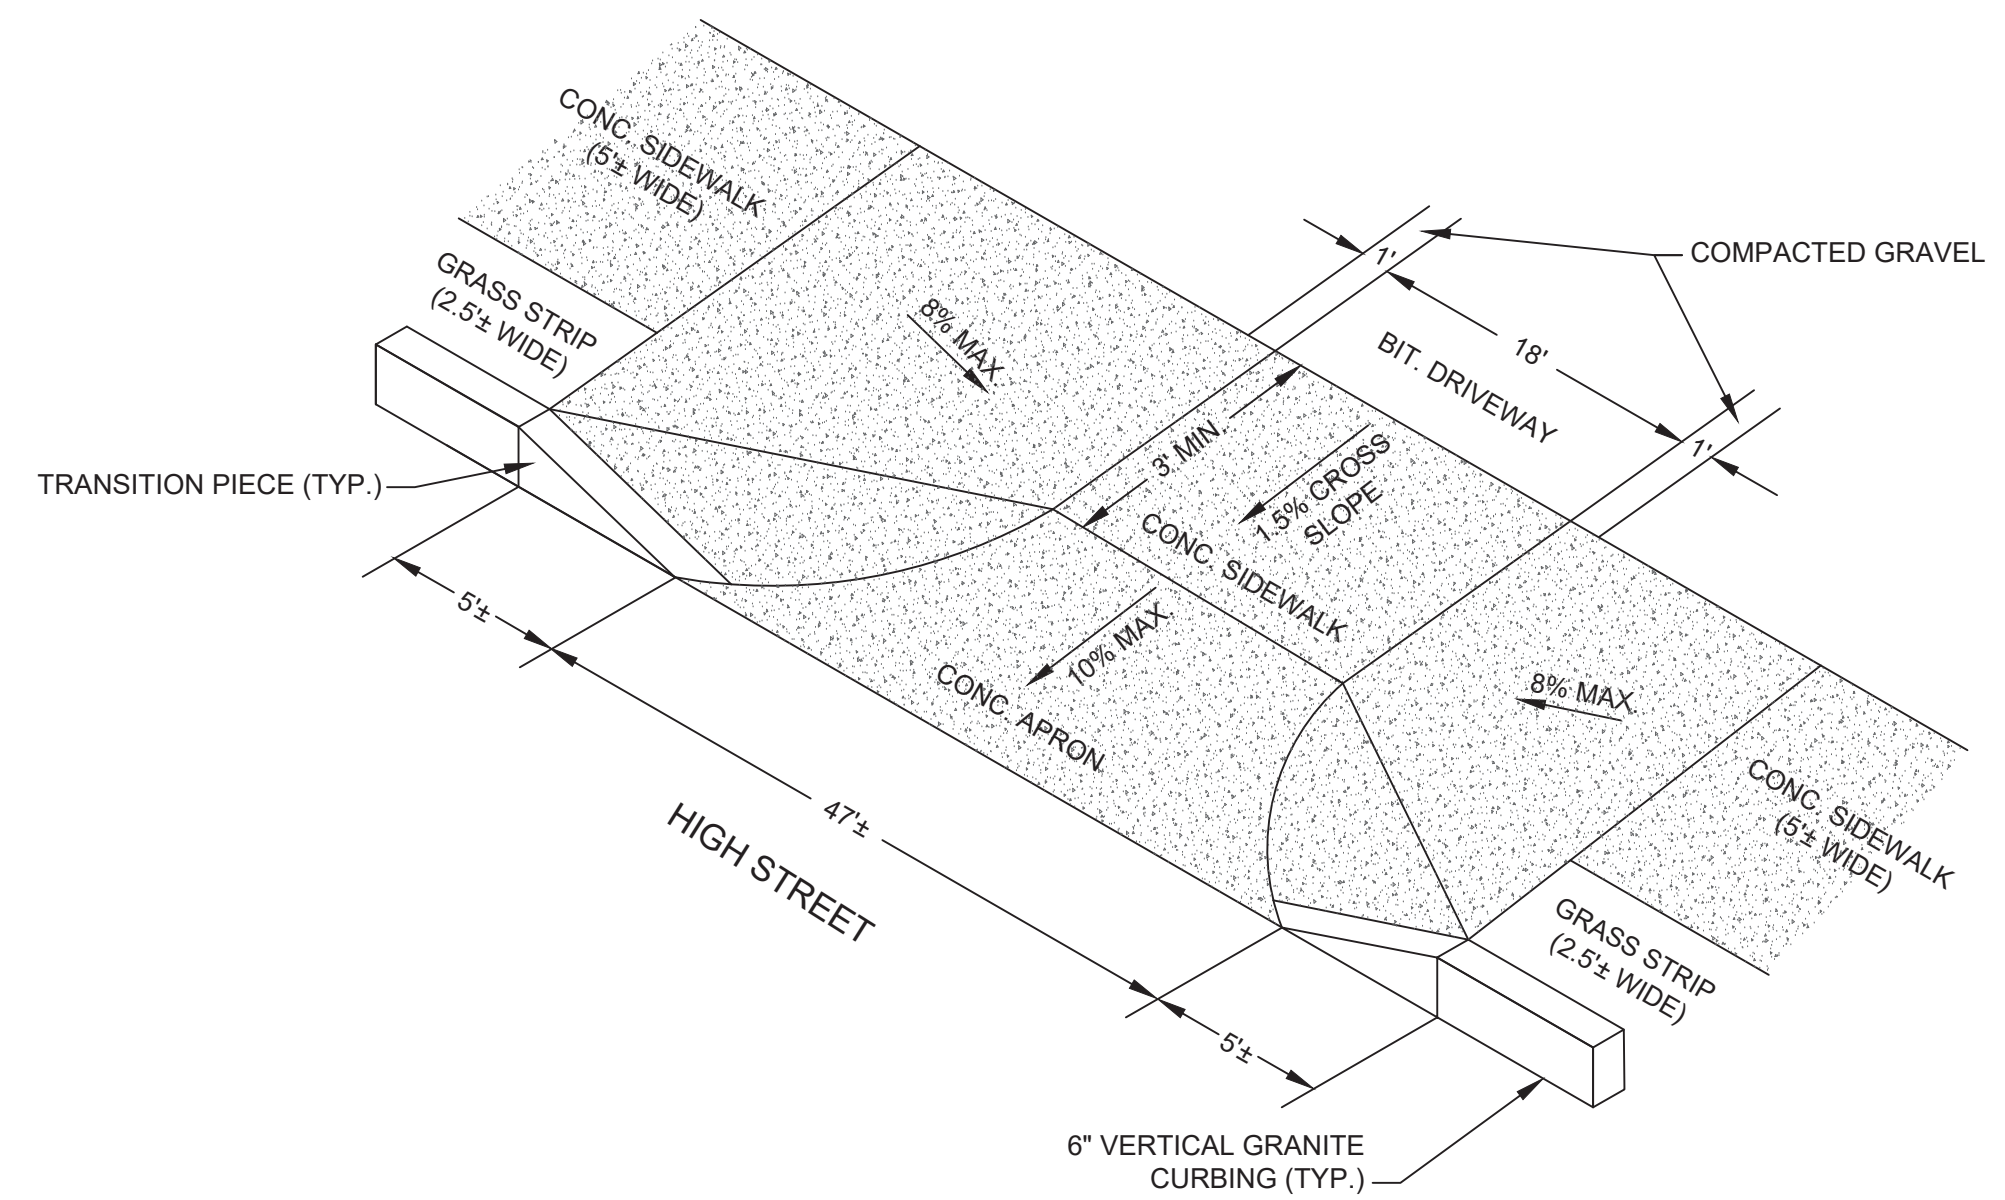 CONC. SIDEWALK
(5'± WIDE)
GRASS STRIP
(2.5'± WIDE)
8% MAX.
1'
COMPACTED GRAVEL
18'
BIT. DRIVEWAY
1'
3' MIN.
1.5% CROSS
SLOPE
CONC. SIDEWALK
TRANSITION PIECE (TYP.)
5'±
10% MAX.
CONC. APRON
8% MAX
47'±
HIGH STREET
CONC. SIDEWALK
(5'± WIDE)
GRASS STRIP
(2.5'± WIDE)
5'±
6" VERTICAL GRANITE
CURBING (TYP.)